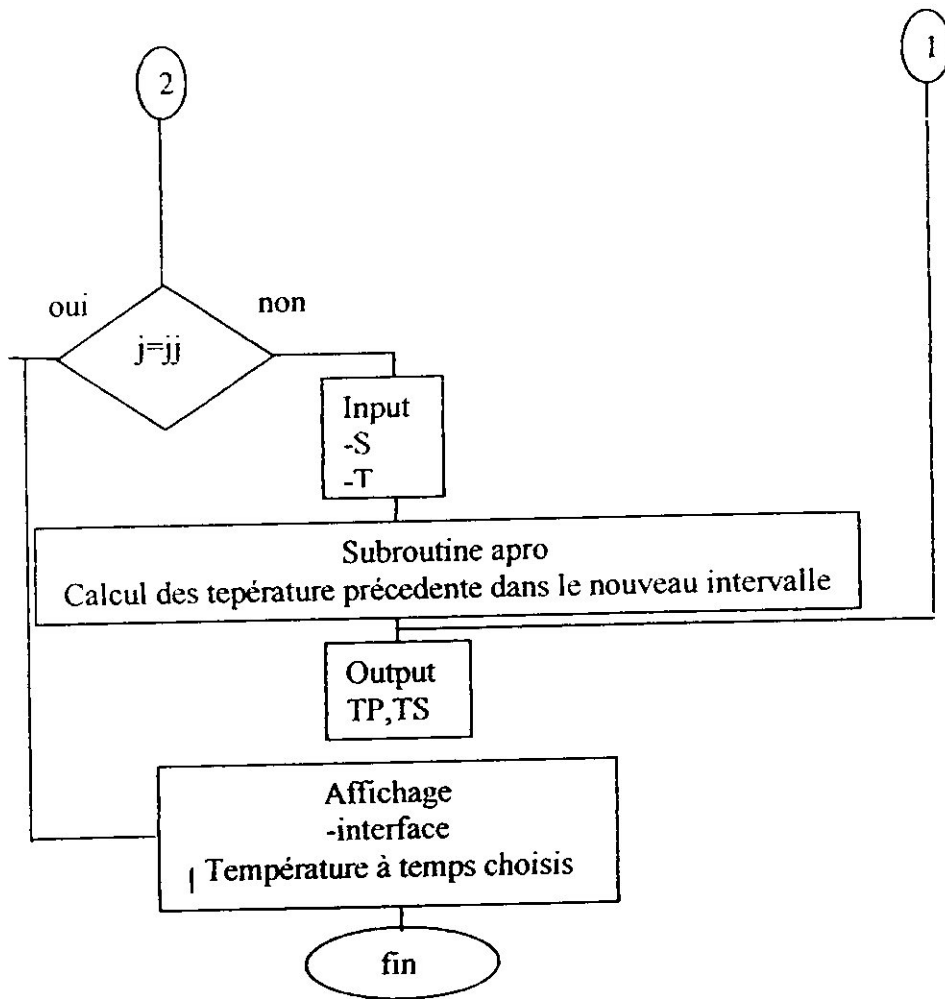 1
2
oui
non
j=jj
Input
-S
-T
Subroutine apro
Calcul des tepérature précedente dans le nouveau intervalle
Output
TP,TS
Affichage
-interface
Température à temps choisis
fin